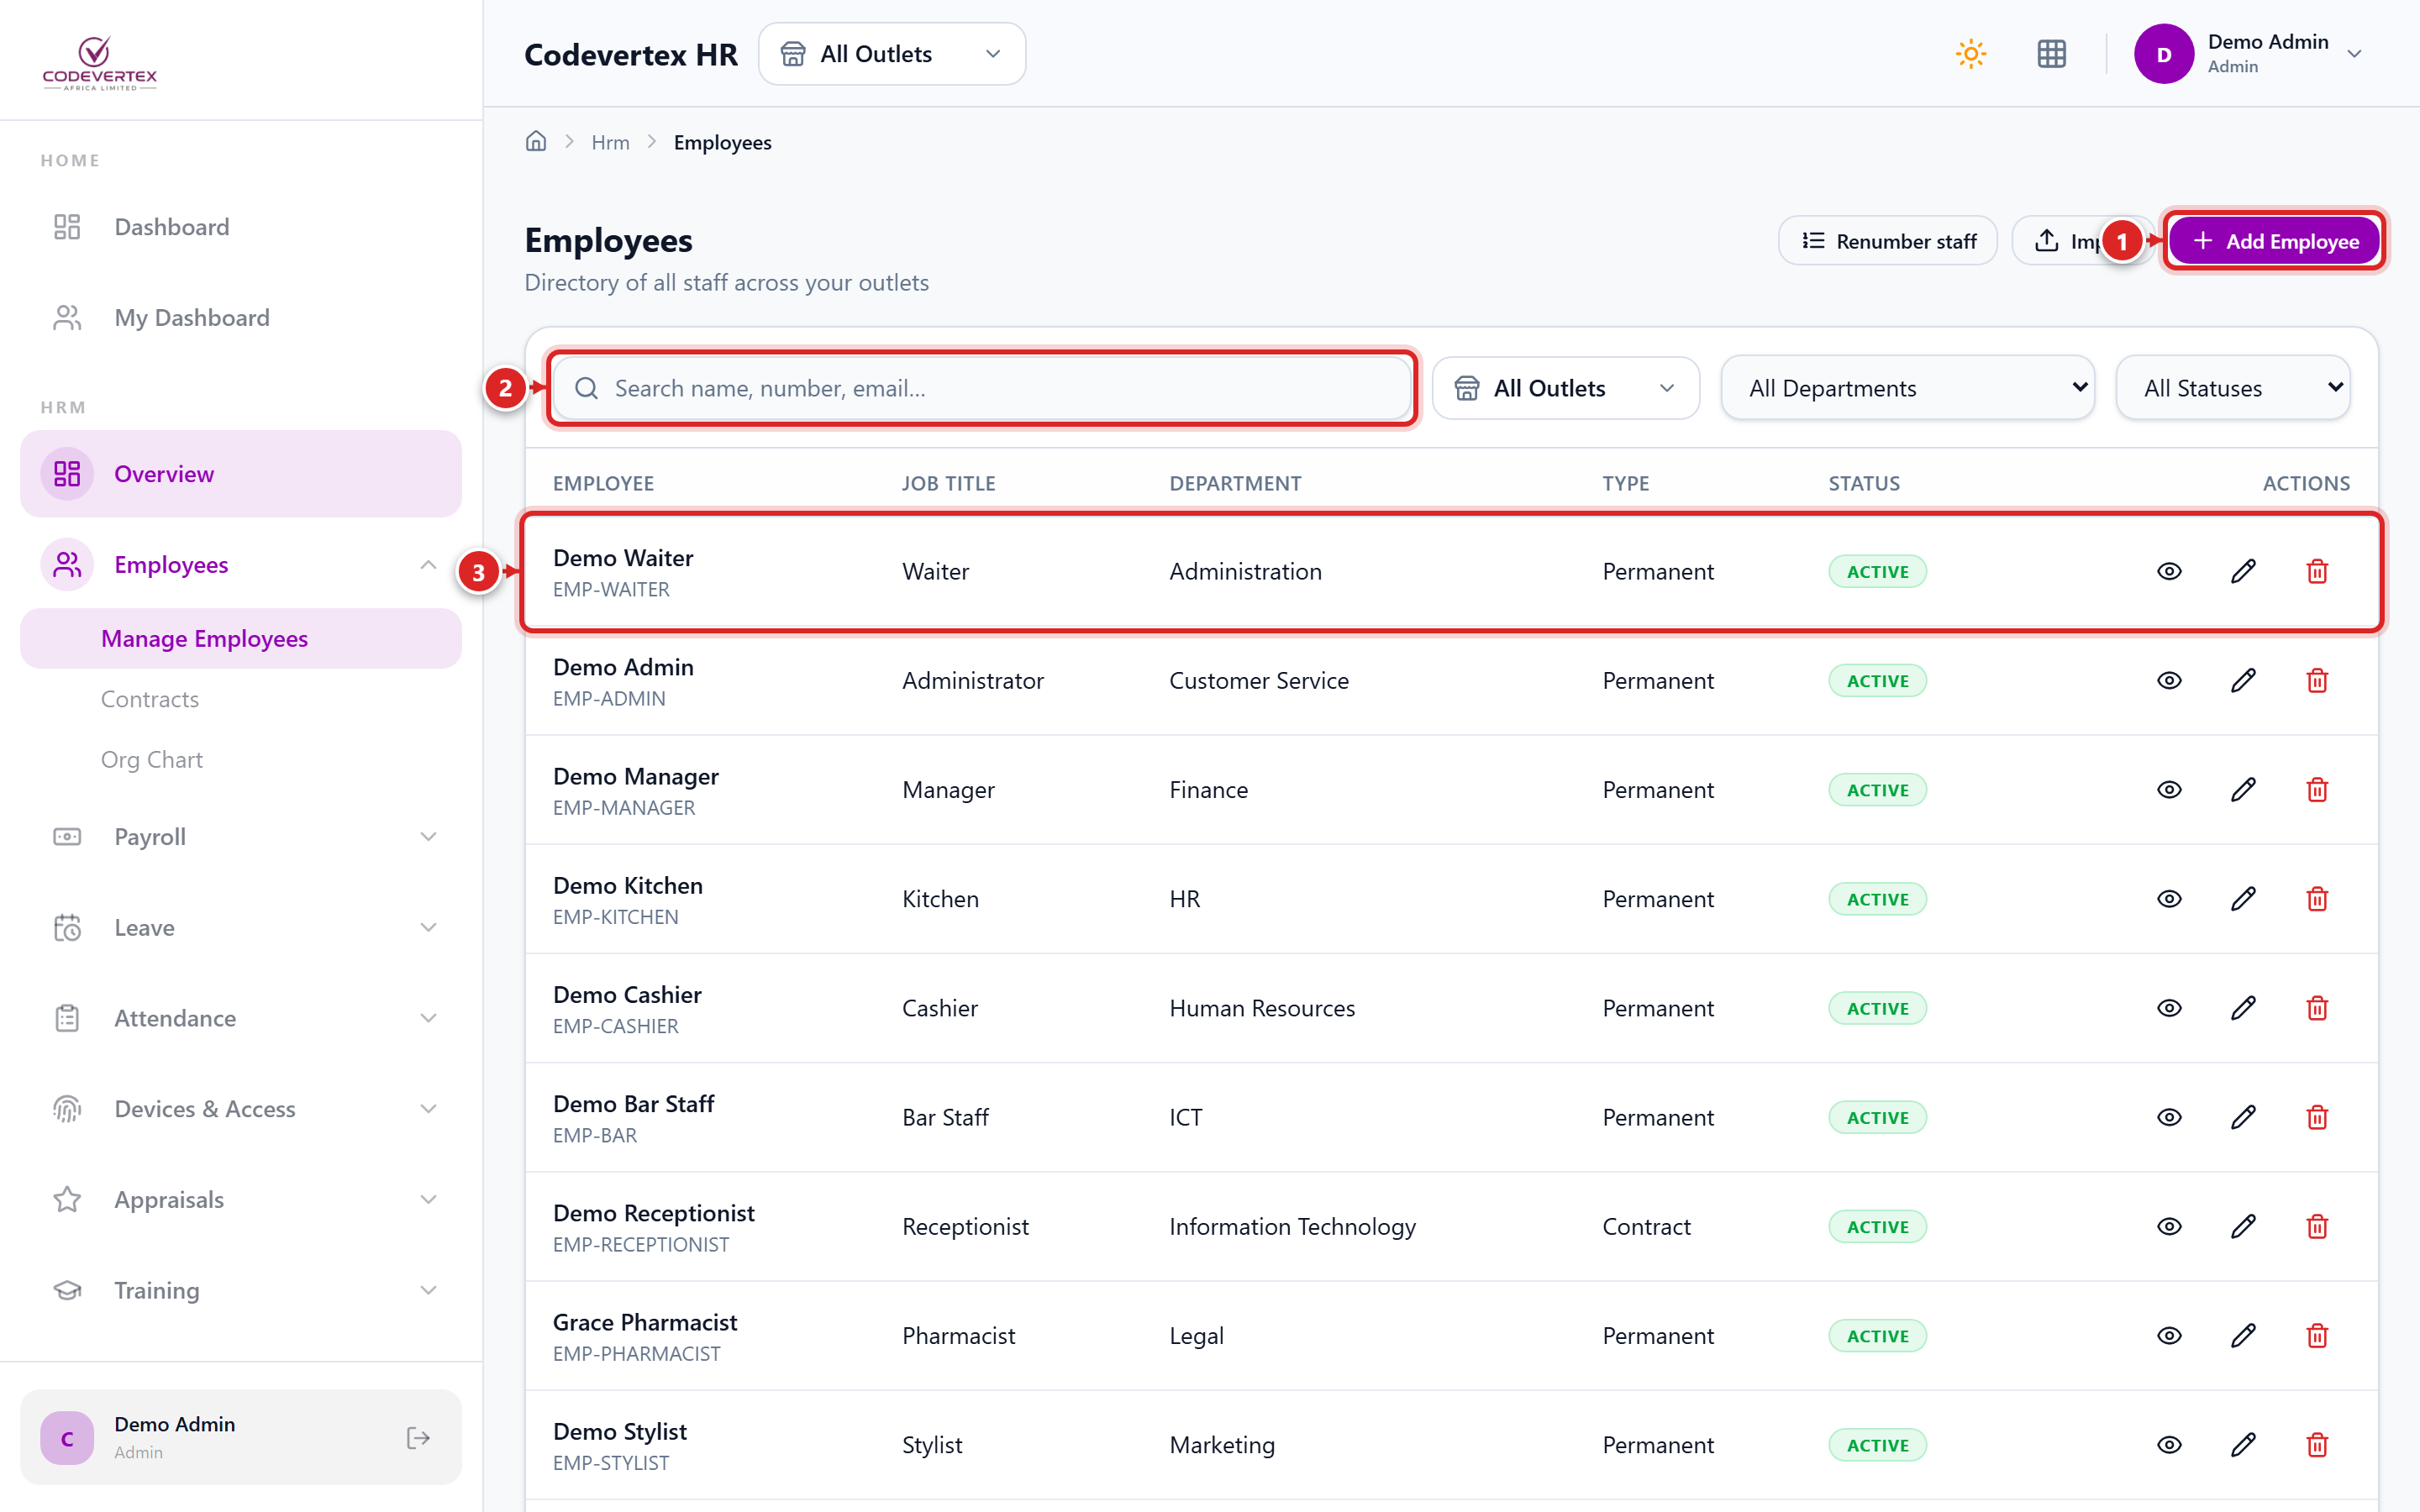 CODEVERTEX
AFRICA LIMITED
Codevertex HR
All Outlets
D
Demo Admin
Admin
HOME
Dashboard
My Dashboard
HRM
Overview
Employees
Manage Employees
Contracts
Org Chart
Payroll
Leave
Attendance
Devices & Access
Appraisals
Training
C
Demo Admin
Admin
Hrm
Employees
Employees
Directory of all staff across your outlets
Renumber staff
1
Add Employee
2
Search name, number, email...
All Outlets
All Departments
All Statuses
EMPLOYEE JOB TITLE DEPARTMENT TYPE STATUS ACTIONS
3
Demo Waiter
EMP-WAITER
Waiter Administration Permanent ACTIVE
Demo Admin
EMP-ADMIN
Administrator Customer Service Permanent ACTIVE
Demo Manager
EMP-MANAGER
Manager Finance Permanent ACTIVE
Demo Kitchen
EMP-KITCHEN
Kitchen HR Permanent ACTIVE
Demo Cashier
EMP-CASHIER
Cashier Human Resources Permanent ACTIVE
Demo Bar Staff
EMP-BAR
Bar Staff ICT Permanent ACTIVE
Demo Receptionist
EMP-RECEPTIONIST
Receptionist Information Technology Contract ACTIVE
Grace Pharmacist
EMP-PHARMACIST
Pharmacist Legal Permanent ACTIVE
Demo Stylist
EMP-STYLIST
Stylist Marketing Permanent ACTIVE